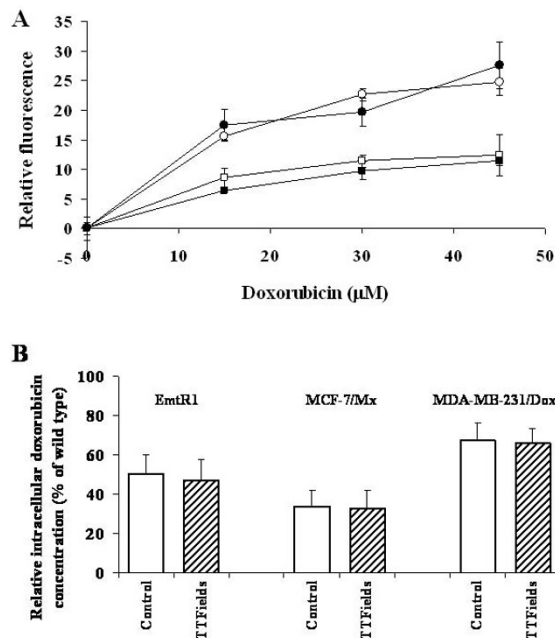 A
Relative fluorescence
35
30
25
20
15
10
5
0
-5
0
10
20
30
40
50
Doxorubicin (µM)
B
Relative intracellular doxorubicin
concentration (% of wild type)
100
80
60
40
20
0
EmtR1
MCF-7/Mx
MDA-MB-231/Dox
Control
TTFields
Control
TTFields
Control
TTFields